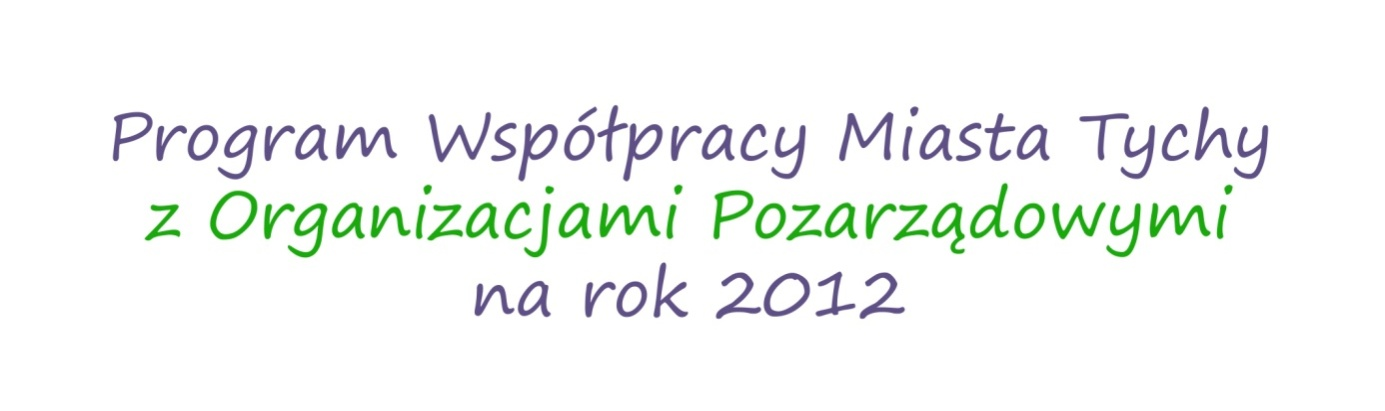 Program Współpracy Miasta Tychy
z Organizacjami Pozarządowymi
na rok 2012